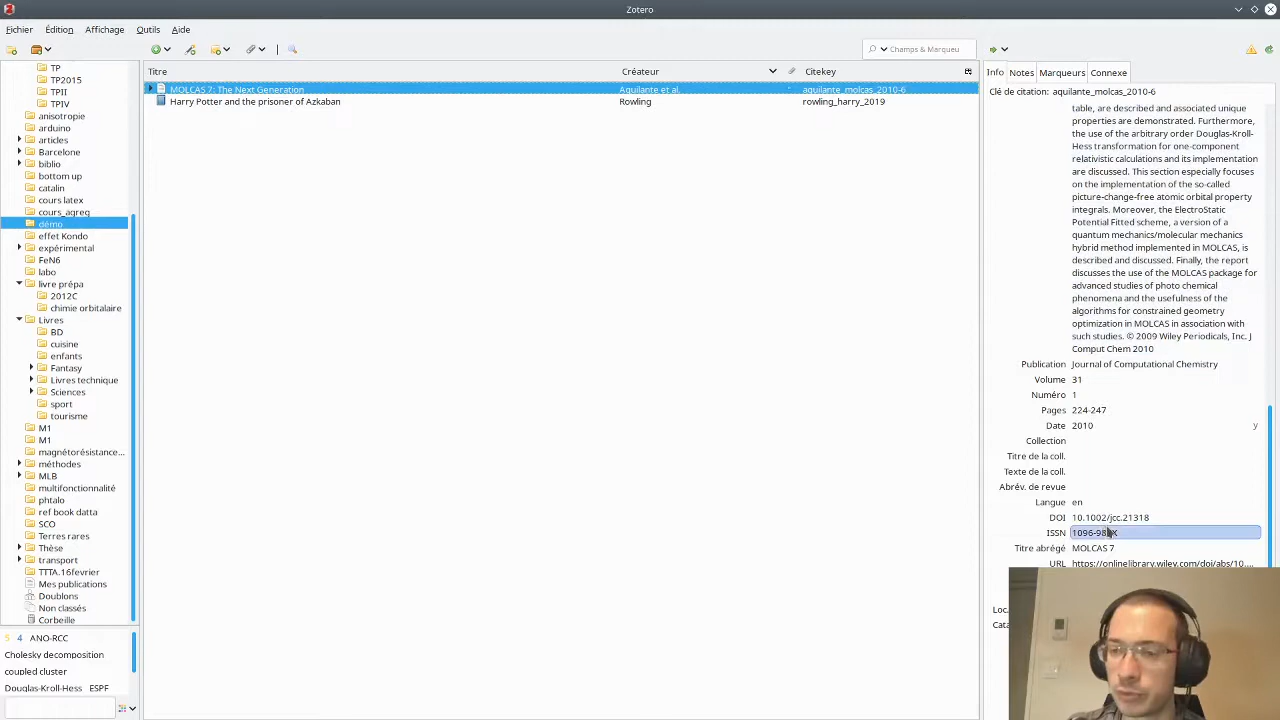 Zotero
Fichier Édition Affichage Outils Aide
Champs & Marqueu
TP
TP2015
TPII
TPIV
anisotropie
arduino
articles
Barcelone
biblio
bottom up
catalin
cours latex
cours_agreg
démo
effet Kondo
expérimental
FeN6
labo
livre prépa
2012C
chimie orbitalaire
Livres
BD
cuisine
enfants
Fantasy
Livres technique
Sciences
sport
tourisme
M1
M1
magnétorésistance...
méthodes
MLB
multifonctionnalité
phtalo
ref book datta
SCO
Terres rares
Thèse
transport
TTTA.16fevrier
Mes publications
Doublons
Non classés
Corbeille
5 4 ANO-RCC
Cholesky decomposition
coupled cluster
Douglas-Kroll-Hess ESPF
Titre Créateur Citekey
MOLCAS 7: The Next Generation Aquilante et al. aquilante_molcas_2010-6
Harry Potter and the prisoner of Azkaban Rowling rowling_harry_2019
Info Notes Marqueurs Connexe
Clé de citation: aquilante_molcas_2010-6
table, are described and associated unique
properties are demonstrated. Furthermore,
the use of the arbitrary order Douglas-Kroll-
Hess transformation for one-component
relativistic calculations and its implementation
are discussed. This section especially focuses
on the implementation of the so-called
picture-change-free atomic orbital property
integrals. Moreover, the ElectroStatic
Potential Fitted scheme, a version of a
quantum mechanics/molecular mechanics
hybrid method implemented in MOLCAS, is
described and discussed. Finally, the report
discusses the use of the MOLCAS package for
advanced studies of photo chemical
phenomena and the usefulness of the
algorithms for constrained geometry
optimization in MOLCAS in association with
such studies. © 2009 Wiley Periodicals, Inc. J
Comput Chem 2010
Publication Journal of Computational Chemistry
Volume 31
Numéro 1
Pages 224-247
Date 2010 y
Collection
Titre de la coll.
Texte de la coll.
Abrév. de revue
Langue en
DOI 10.1002/jcc.21318
ISSN
Titre abrégé MOLCAS 7
URL https://onlinelibrary.wiley.com/doi/abs/10....
Loc.
Cata